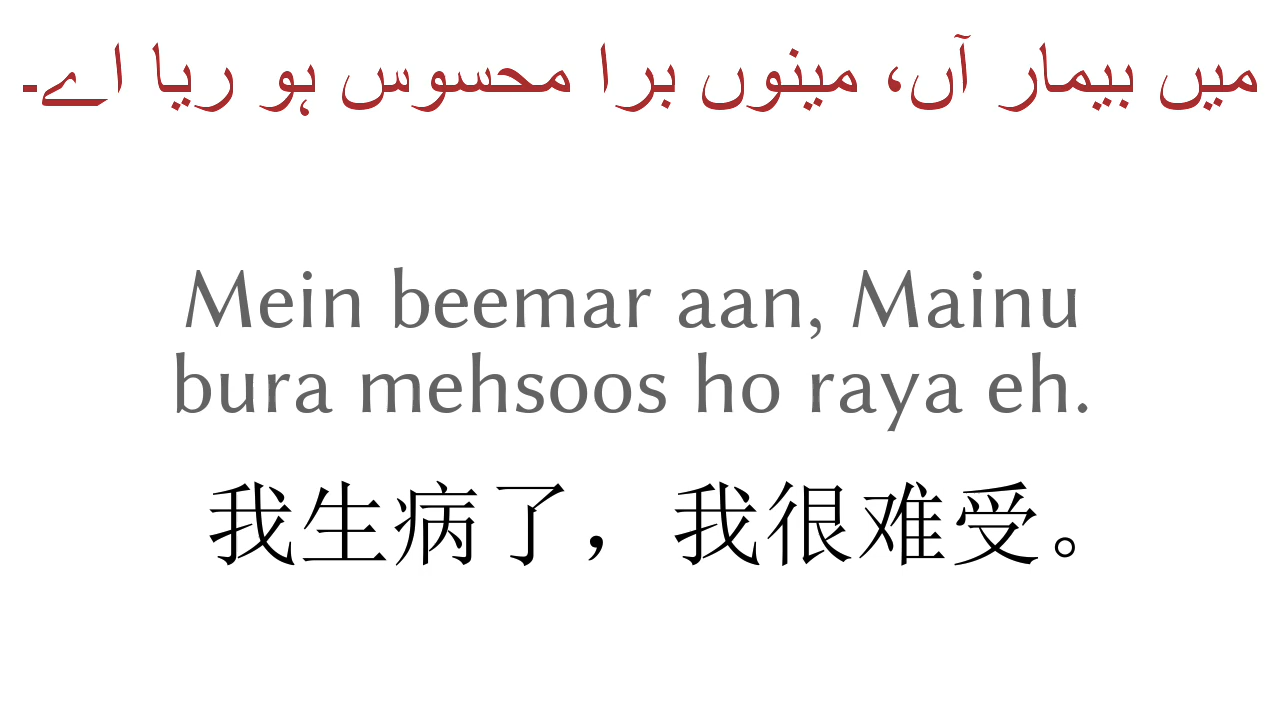 میں بیمار آں، مینوں برا محسوس ہو ریا اے۔
Mein beemar aan, Mainu
bura mehsoos ho raya eh.
我生病了，我很难受。